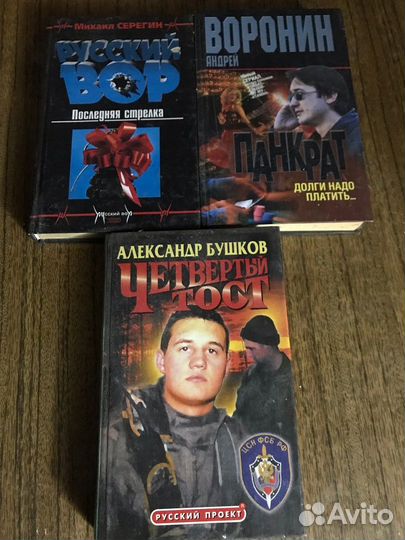 Михаил СЕРЕГИН
РУССКИЙ
ВОР
Последняя стрелка
РУССКИЙ ВОР
ВОРОНИН
АНДРЕЙ
ПАНКРАТ
ДОЛГИ НАДО
ПЛАТИТЬ...
АЛЕКСАНДР БУШКОВ
ЧЕТВЕРТЫЙ
ТОСТ
ЦСН ФСБ РФ
РУССКИЙ ПРОЕКТ
Avito